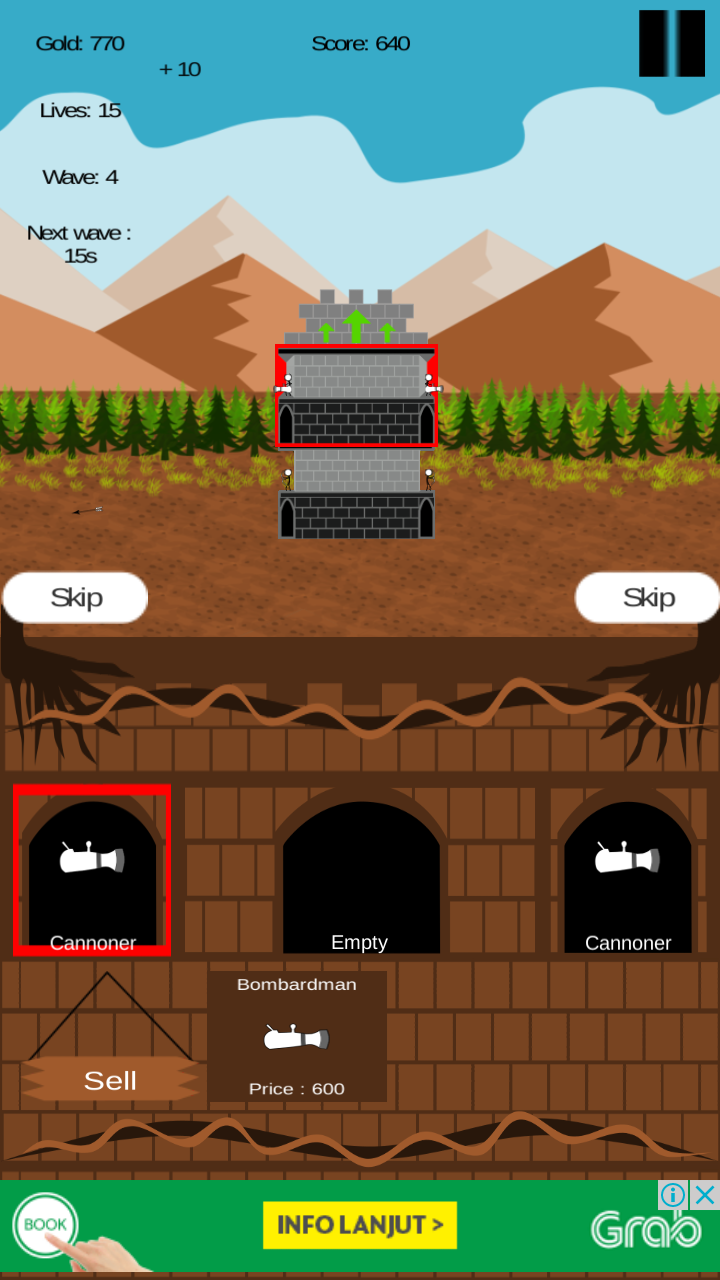 Gold: 770
Score: 640
+ 10
Lives: 15
Wave: 4
Next wave :
15s
Skip
Skip
Cannoner
Empty
Cannoner
Bombardman
Sell
Price : 600
BOOK
INFO LANJUT >
Grab